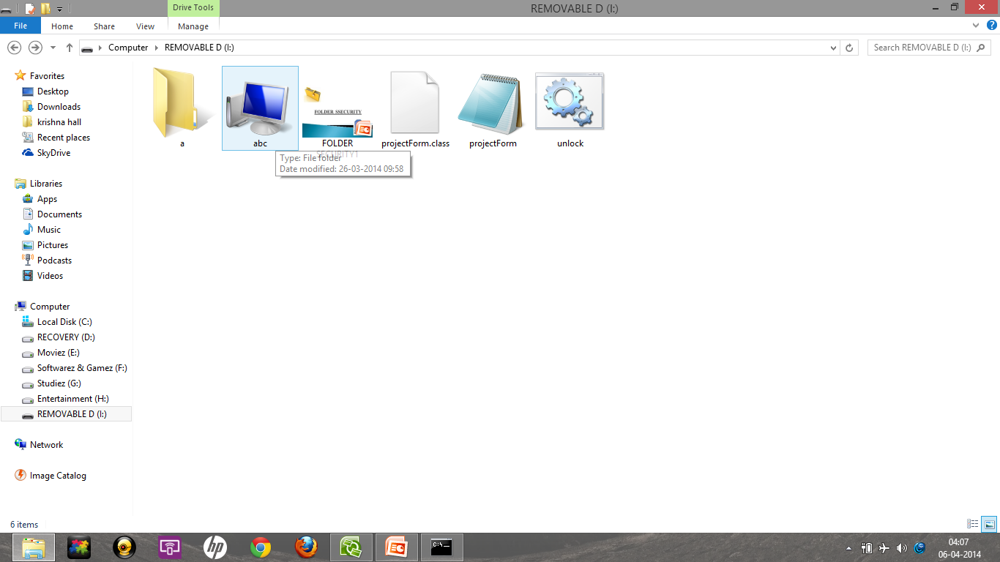 REMOVABLE D (I:)
Drive Tools
File
Home
Share
View
Manage
Computer
REMOVABLE D (I:)
Search REMOVABLE D (I:)
Favorites
Desktop
Downloads
krishna hall
Recent places
SkyDrive
Libraries
Apps
Documents
Music
Pictures
Podcasts
Videos
Computer
Local Disk (C:)
RECOVERY (D:)
Moviez (E:)
Softwarez & Gamez (F:)
Studiez (G:)
Entertainment (H:)
REMOVABLE D (I:)
Network
Image Catalog
a
abc
FOLDER SSECURITY
FOLDER
SECURITY1
projectForm.class
projectForm
unlock
Type: File folder
Date modified: 26-03-2014 09:58
6 items
hp
C:\.
04:07
06-04-2014